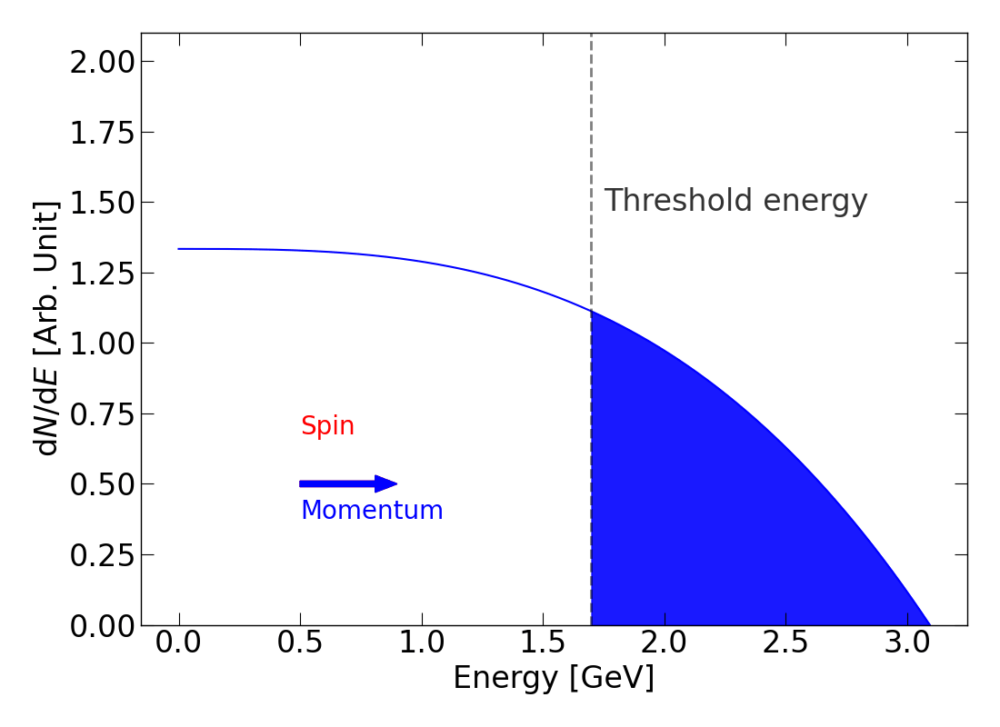 2.00
1.75
1.50
1.25
1.00
0.75
0.50
0.25
0.00
dN/dE [Arb. Unit]
Threshold energy
Spin
Momentum
0.0 0.5 1.0 1.5 2.0 2.5 3.0
Energy [GeV]